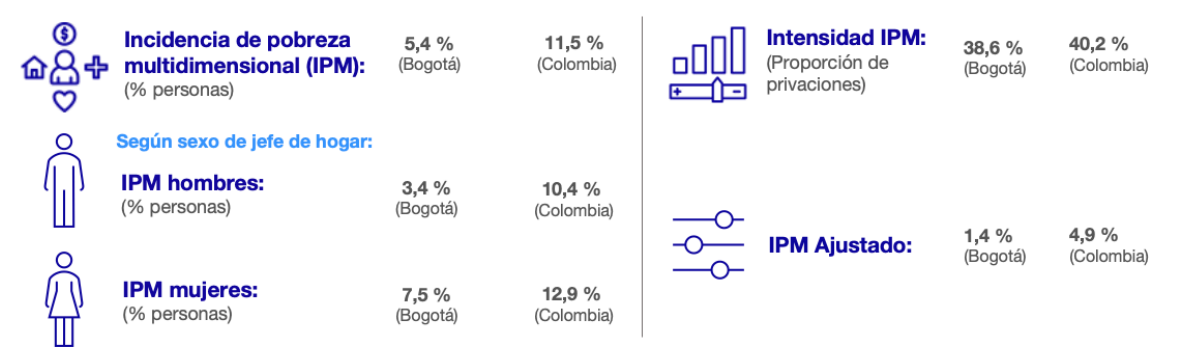 Incidencia de pobreza
multidimensional (IPM):
(% personas)
5,4 %
(Bogotá)
11,5 %
(Colombia)
Según sexo de jefe de hogar:
IPM hombres:
(% personas)
3,4 %
(Bogotá)
10,4 %
(Colombia)
IPM mujeres:
(% personas)
7,5 %
(Bogotá)
12,9 %
(Colombia)
Intensidad IPM:
(Proporción de
privaciones)
38,6 %
(Bogotá)
40,2 %
(Colombia)
IPM Ajustado:
1,4 %
(Bogotá)
4,9 %
(Colombia)